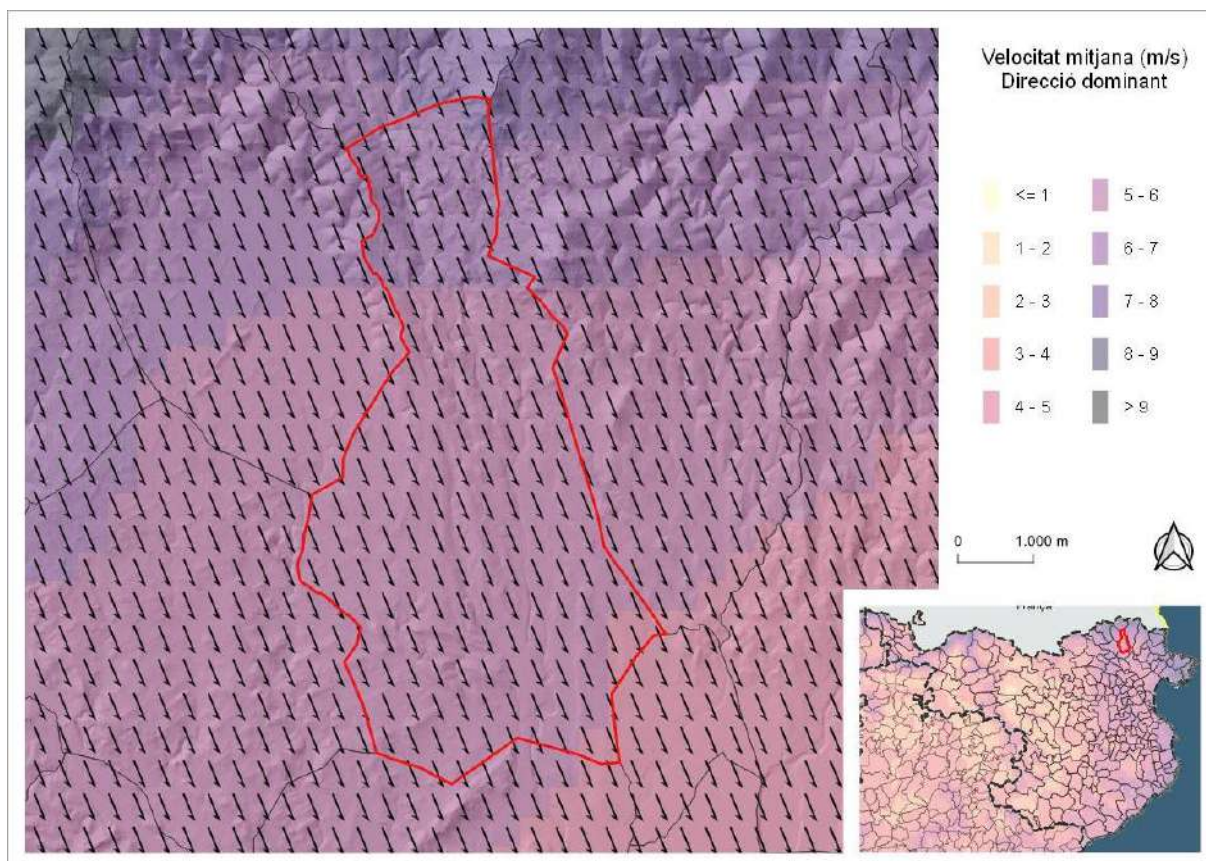 Velocitat mitjana (m/s)
Direcció dominant
<= 1
1 - 2
2 - 3
3 - 4
4 - 5
5 - 6
6 - 7
7 - 8
8 - 9
> 9
0 1.000 m
França